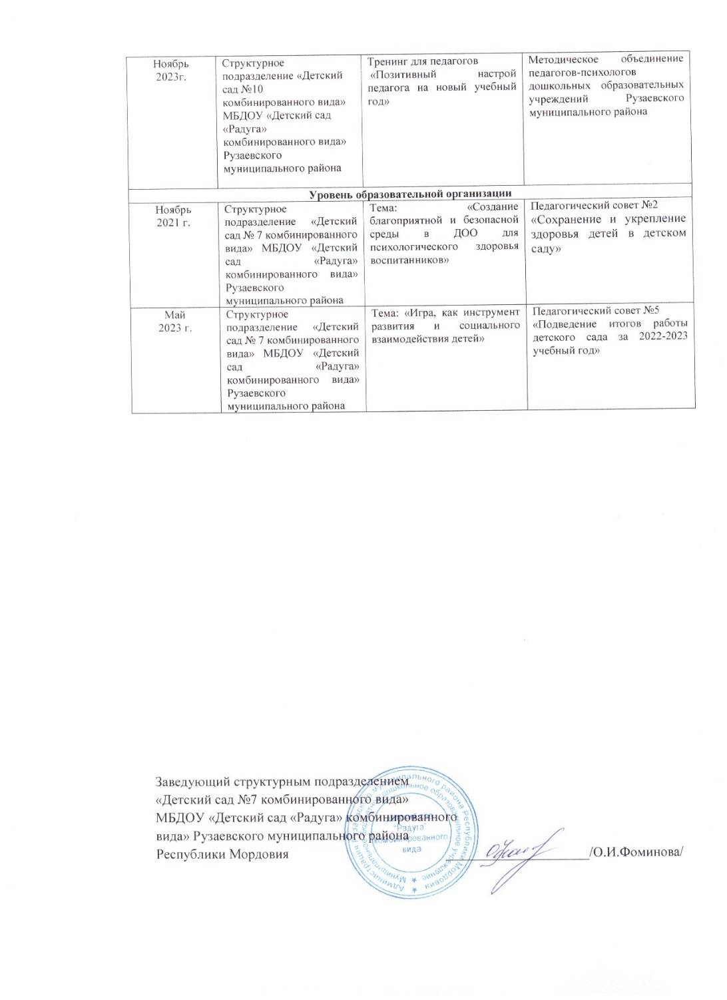 Ноябрь
2023г.
Структурное
подразделение «Детский
сад №10
комбинированного вида»
МБДОУ «Детский сад
«Радуга»
комбинированного вида»
Рузаевского
муниципального района
Тренинг для педагогов
«Позитивный настрой
педагога на новый учебный
год»
Методическое объединение
педагогов-психологов
дошкольных образовательных
учреждений Рузаевского
муниципального района
Уровень образовательной организации
Ноябрь
2021 г.
Структурное
подразделение «Детский
сад № 7 комбинированного
вида» МБДОУ «Детский
сад «Радуга»
комбинированного вида»
Рузаевского
муниципального района
Тема: «Создание
благоприятной и безопасной
среды в ДОО для
психологического здоровья
воспитанников»
Педагогический совет №2
«Сохранение и укрепление
здоровья детей в детском
саду»
Май
2023 г.
Структурное
подразделение «Детский
сад № 7 комбинированного
вида» МБДОУ «Детский
сад «Радуга»
комбинированного вида»
Рузаевского
муниципального района
Тема: «Игра, как инструмент
развития и социального
взаимодействия детей»
Педагогический совет №5
«Подведение итогов работы
детского сада за 2022-2023
учебный год»
Заведующий структурным подразделением
«Детский сад №7 комбинированного вида»
МБДОУ «Детский сад «Радуга» комбинированного
вида» Рузаевского муниципального района
Республики Мордовия /О.И.Фоминова/
Администрация Рузаевского муниципального района Республики Мордовия
Муниципальное бюджетное дошкольное образовательное учреждение
"Радуга"
комбинированного
вида